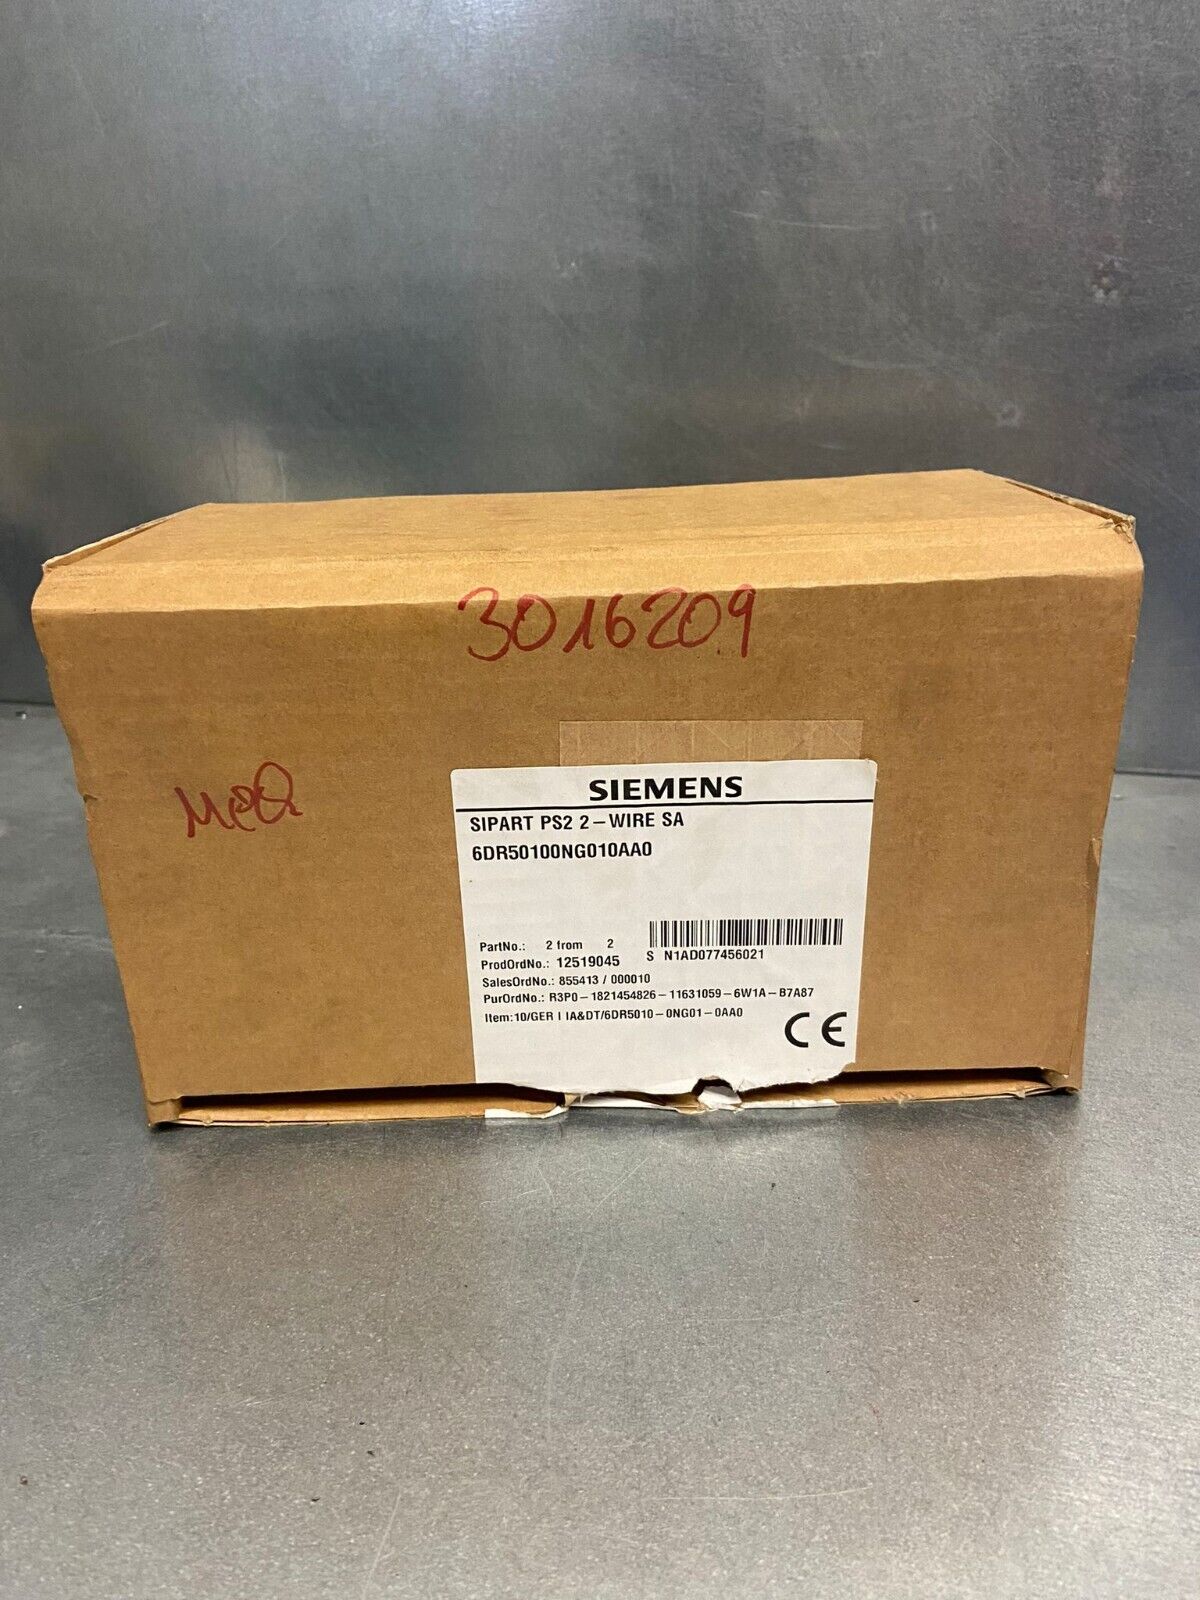 3016209
SIEMENS
SIPART PS2 2-WIRE SA
6DR50100NG010AA0
PartNo.: 2 from 2
ProdOrdNo.: 12519045
S N1AD077456021
SalesOrdNo.: 855413 / 000010
PurOrdNo.: R3P0-1821454826-11631059-6W1A-B7A87
Item:10/GER I IA&DT/6DR5010-0NG01-0AA0
CE